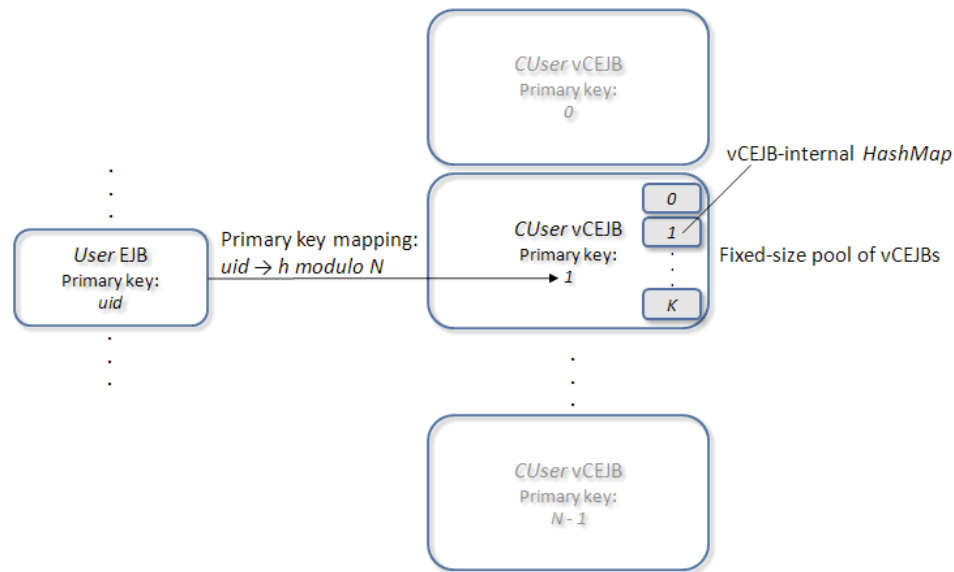 CUser vCEJB
Primary key:
0
vCEJB-internal HashMap
0
1
K
CUser vCEJB
Primary key:
1
Fixed-size pool of vCEJBs
User EJB
Primary key:
uid
Primary key mapping:
uid → h modulo N
CUser vCEJB
Primary key:
N - 1